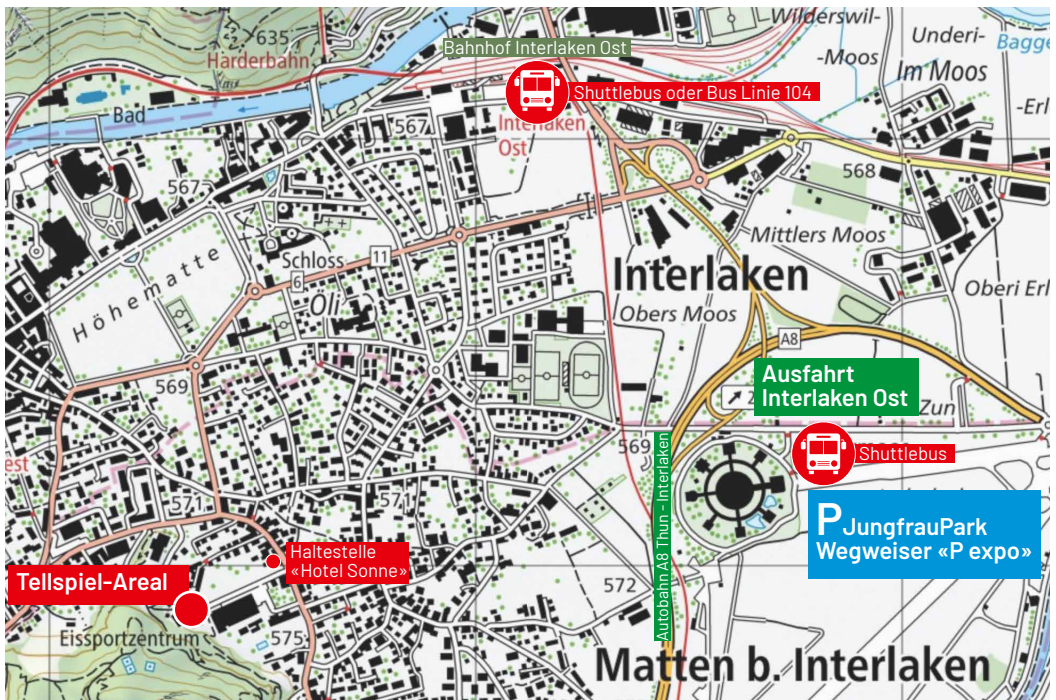 Wilderswil-
-Moos
Underi-
Im Moos
Bagge
-Erl
635
Harderbahn
Bahnhof Interlaken Ost
Shuttlebus oder Bus Linie 104
Bad
567
Interlaken
Ost
567
568
Höhematte
Schloss
6
11
Öli
Mittlers Moos
Interlaken
Obers Moos
Oberi Erl
A8
569
Ausfahrt
Interlaken Ost
Zun
569
Shuttlebus
est
571
571
Autobahn A8 Thun - Interlaken
PJungfrauPark
Wegweiser «P expo»
Haltestelle
«Hotel Sonne»
Tellspiel-Areal
572
Eissportzentrum
575
Matten b. Interlaken